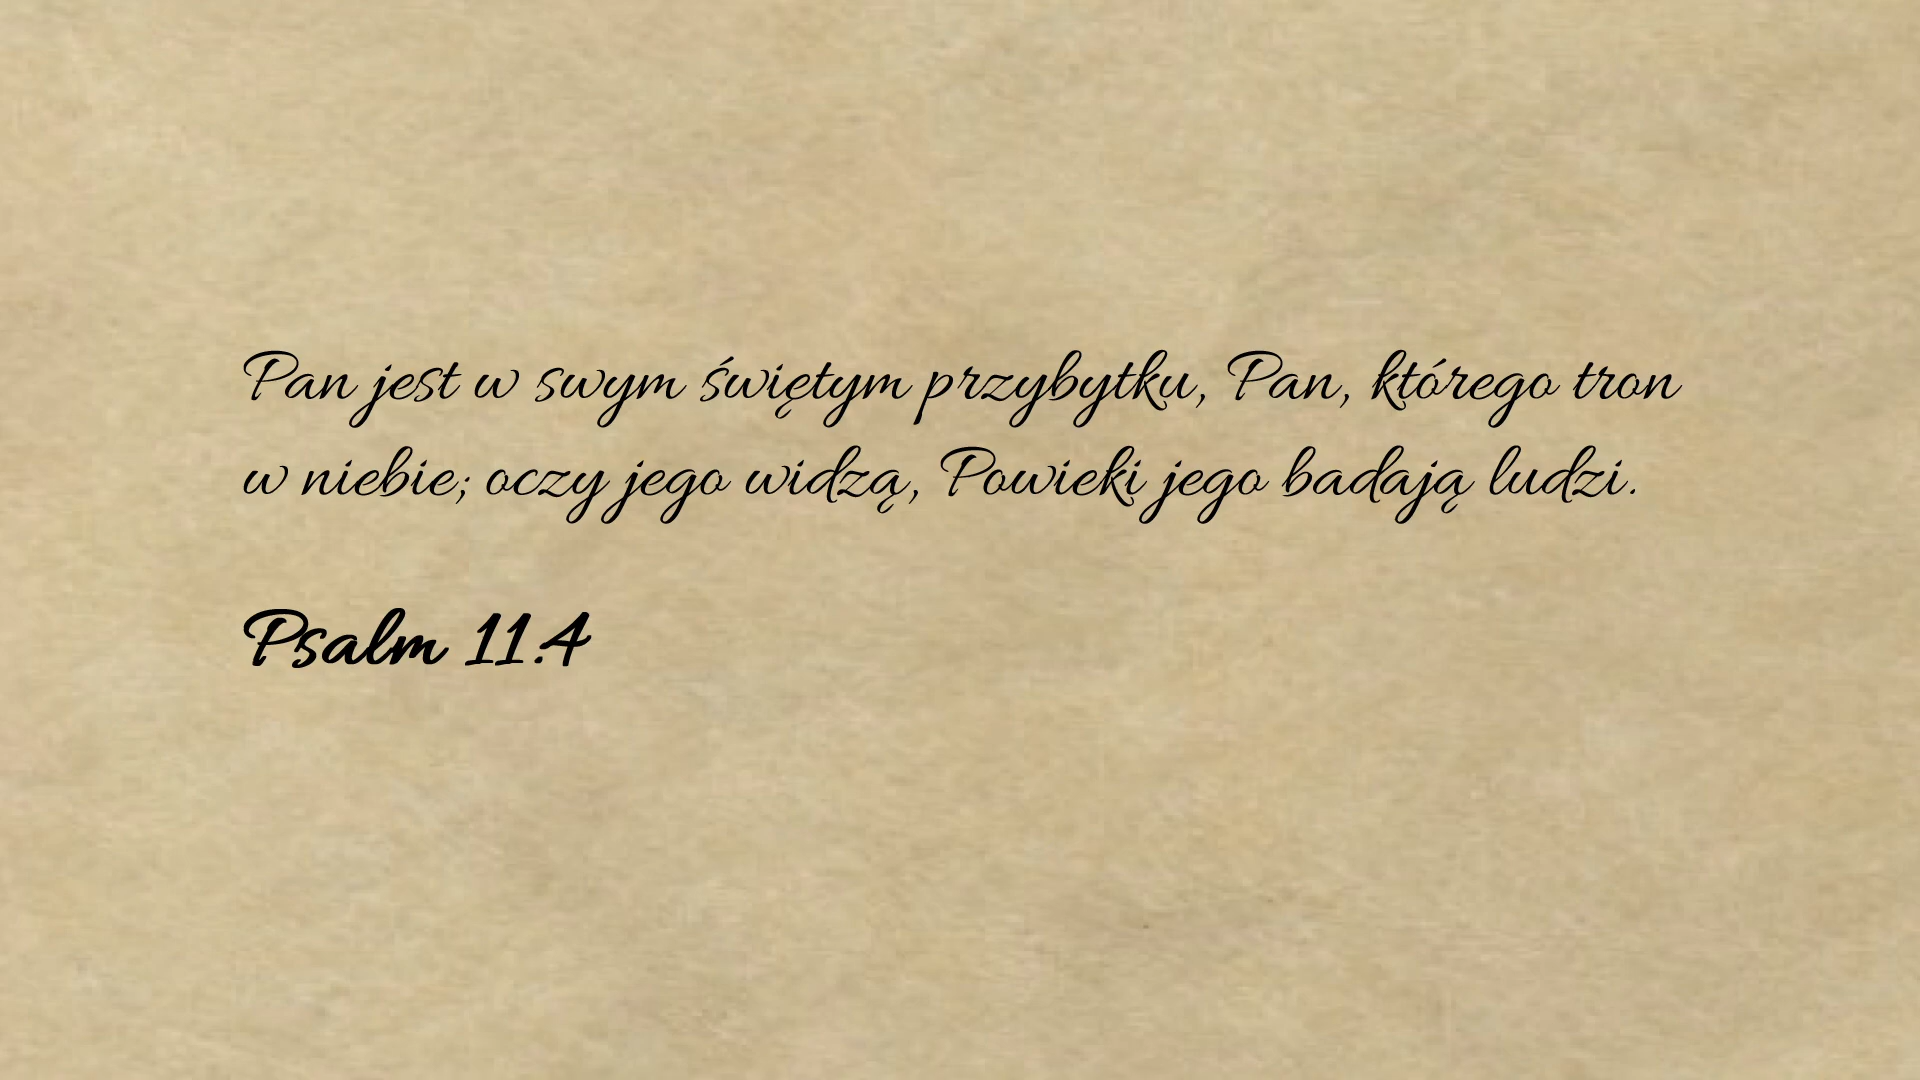 Pan jest w swym świętym przybytku, Pan, którego tron
w niebie; oczy jego widzą, Powieki jego badają ludzi.
Psalm 11.4